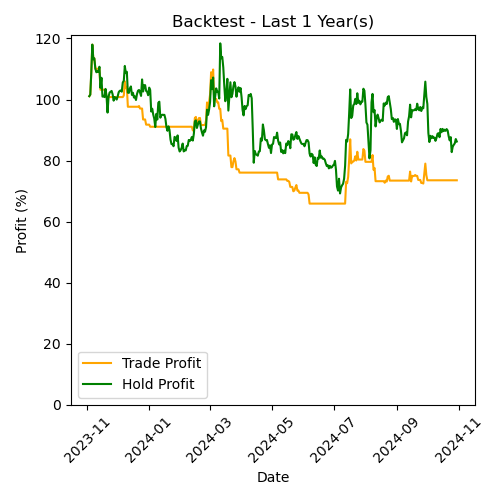 Backtest - Last 1 Year(s)
Profit (%)
120
100
80
60
40
20
0
Trade Profit
Hold Profit
2023-11
2024-01
2024-03
2024-05
2024-07
2024-09
2024-11
Date